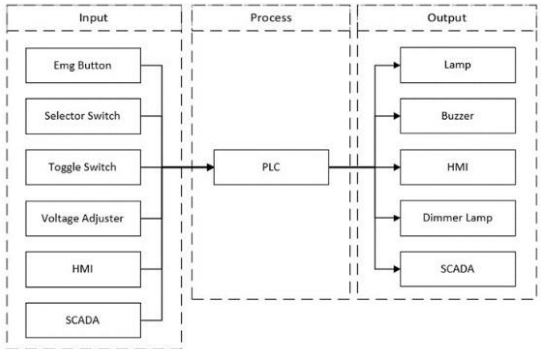 Input
Process
Output
Emg Button
Selector Switch
Toggle Switch
Voltage Adjuster
HMI
SCADA
PLC
Lamp
Buzzer
HMI
Dimmer Lamp
SCADA